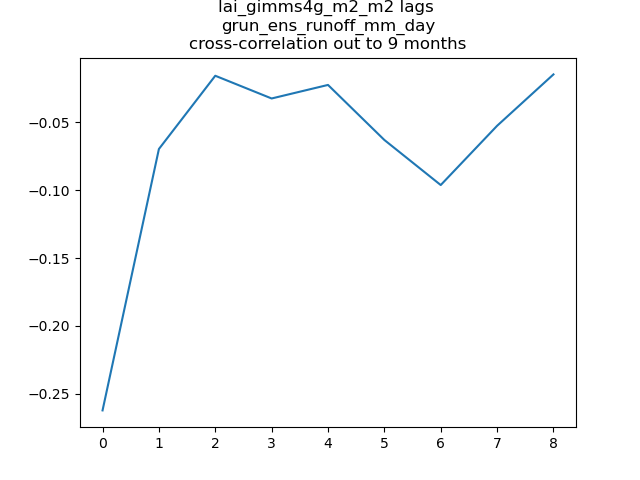 lai_gimms4g_m2_m2 lags
grun_ens_runoff_mm_day
cross-correlation out to 9 months
−0.05
−0.10
−0.15
−0.20
−0.25
0 1 2 3 4 5 6 7 8